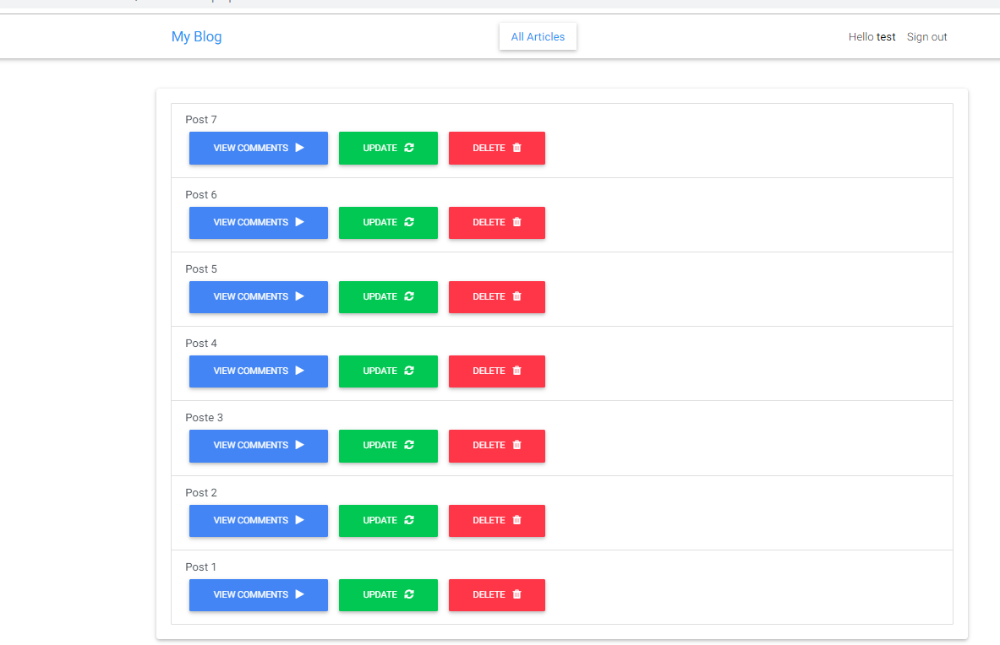 My Blog All Articles Hello test Sign out
Post 7
VIEW COMMENTS UPDATE DELETE
Post 6
VIEW COMMENTS UPDATE DELETE
Post 5
VIEW COMMENTS UPDATE DELETE
Post 4
VIEW COMMENTS UPDATE DELETE
Poste 3
VIEW COMMENTS UPDATE DELETE
Post 2
VIEW COMMENTS UPDATE DELETE
Post 1
VIEW COMMENTS UPDATE DELETE